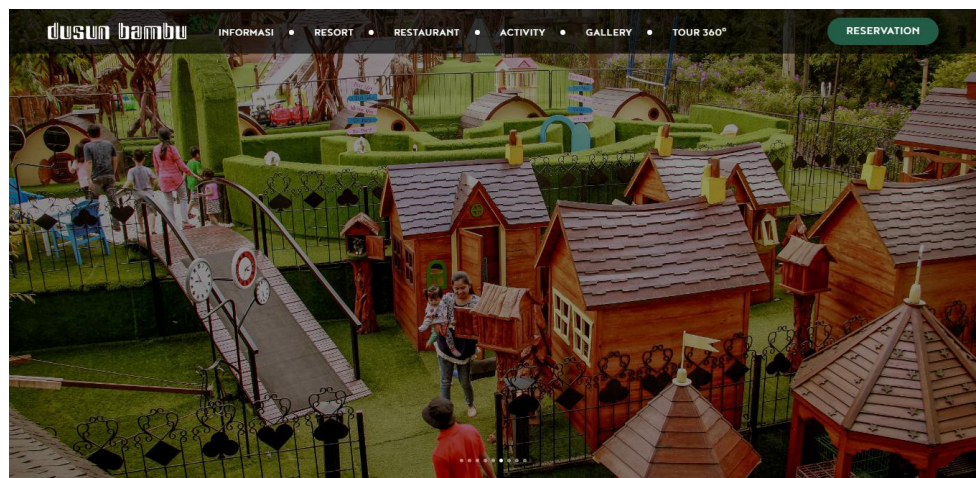 dusun bambu
INFORMASI
RESORT
RESTAURANT
ACTIVITY
GALLERY
TOUR 360°
RESERVATION